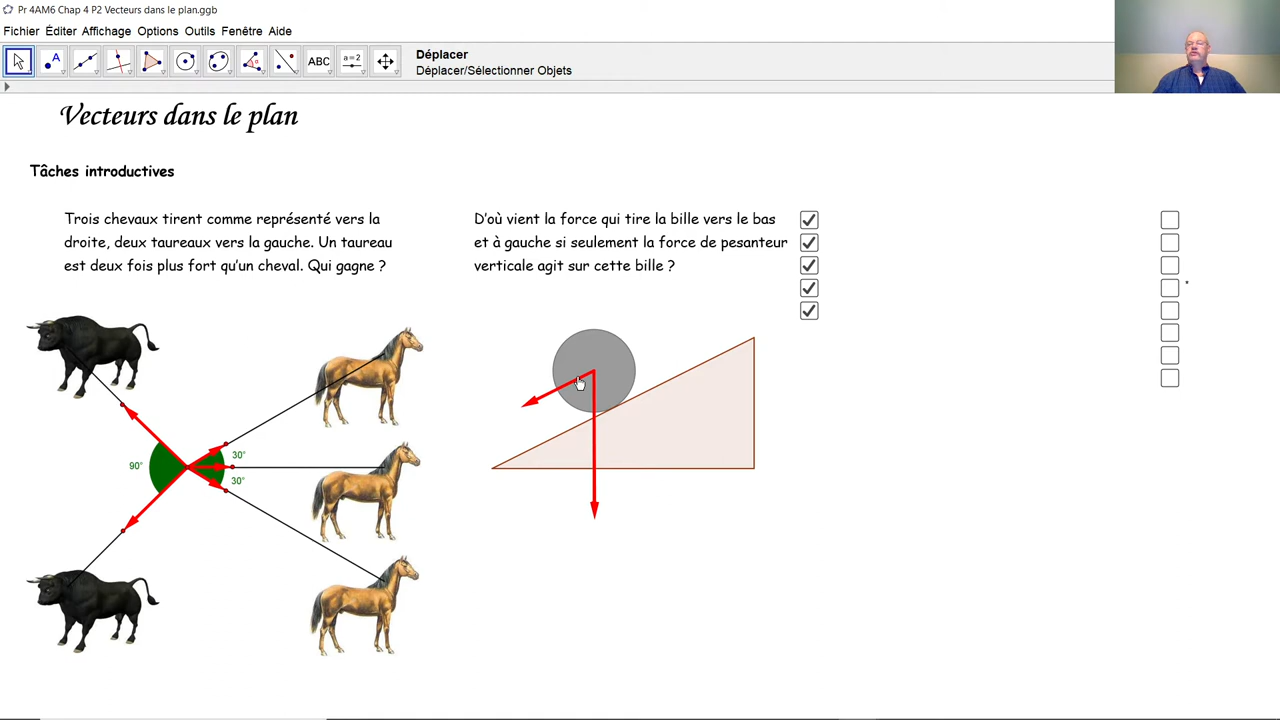 Pr 4AM6 Chap 4 P2 Vecteurs dans le plan.ggb
Fichier Éditer Affichage Options Outils Fenêtre Aide
A
ABC
a=2
Déplacer
Déplacer/Sélectionner Objets
Vecteurs dans le plan
Tâches introductives
Trois chevaux tirent comme représenté vers la
droite, deux taureaux vers la gauche. Un taureau
est deux fois plus fort qu'un cheval. Qui gagne ?
D'où vient la force qui tire la bille vers le bas
et à gauche si seulement la force de pesanteur
verticale agit sur cette bille ?
90°
30°
30°